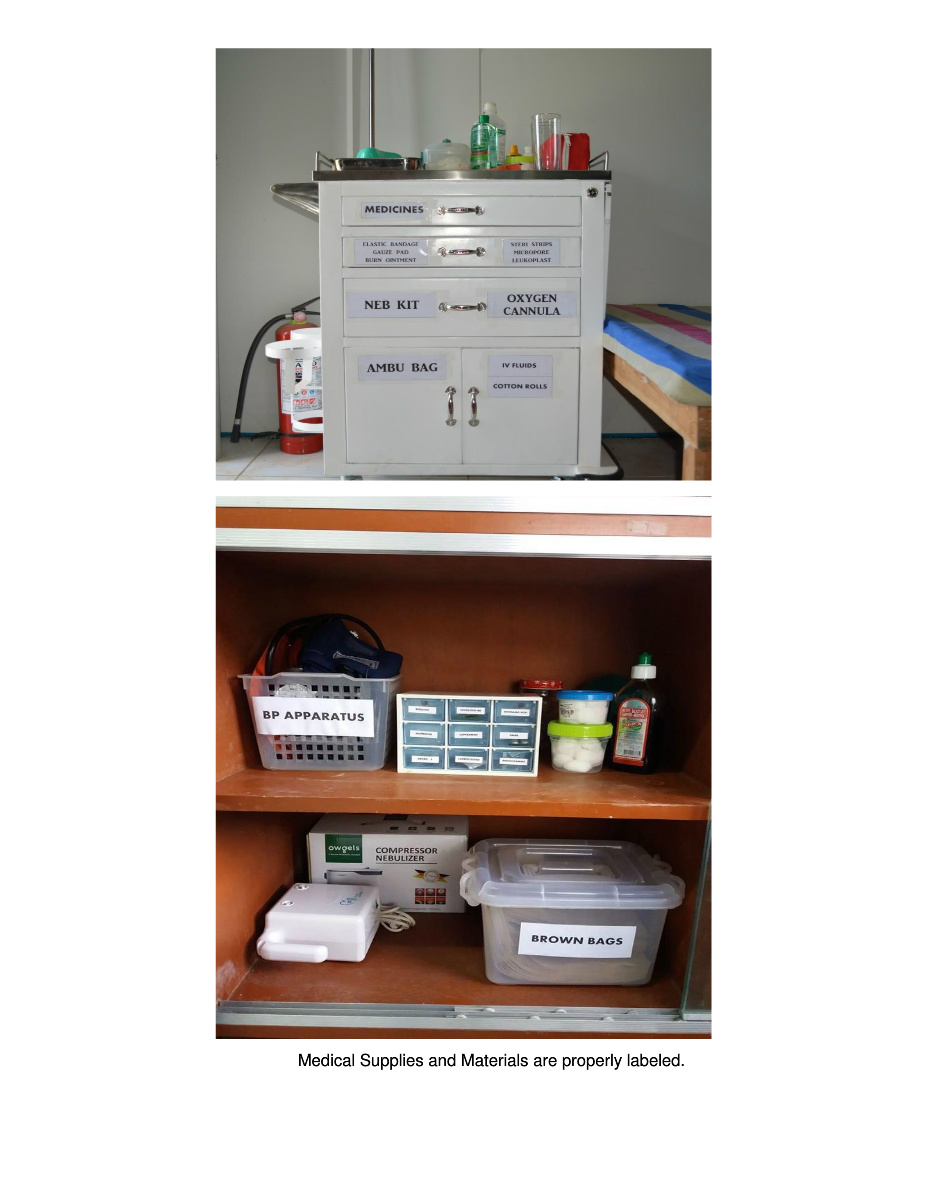 MEDICINES
ELASTIC BANDAGE
GAUZE PAD
BURN OINTMENT
STERI STRIPS
MICROPORE
LEUKOPLAST
NEB KIT
OXYGEN
CANNULA
AMBU BAG
IV FLUIDS
COTTON ROLLS
BP APPARATUS
owgels
COMPRESSOR
NEBULIZER
BROWN BAGS
Medical Supplies and Materials are properly labeled.